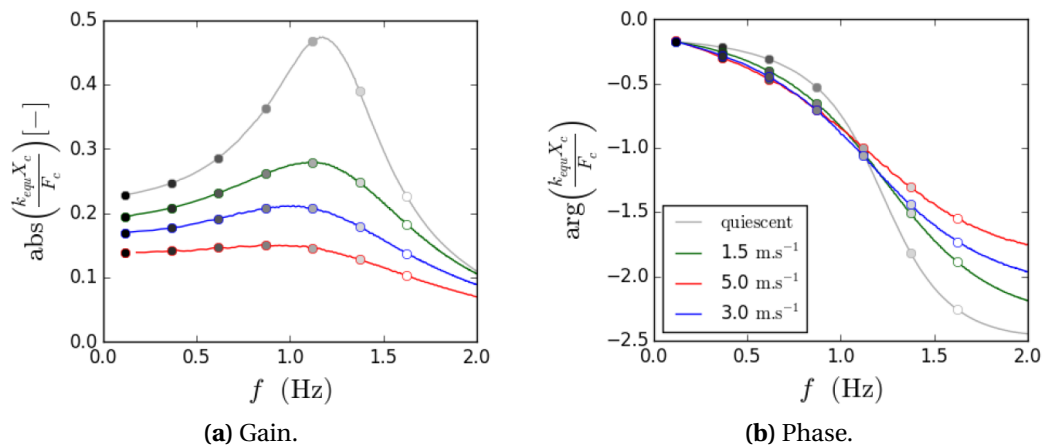 0.5
0.4
0.3
0.2
0.1
0.0
abs(k_equ X_c / F_c) [−]
0.0 0.5 1.0 1.5 2.0
f (Hz)
(a) Gain.
0.0
−0.5
−1.0
−1.5
−2.0
−2.5
arg(k_equ X_c / F_c)
quiescent
1.5 m.s⁻¹
5.0 m.s⁻¹
3.0 m.s⁻¹
0.0 0.5 1.0 1.5 2.0
f (Hz)
(b) Phase.